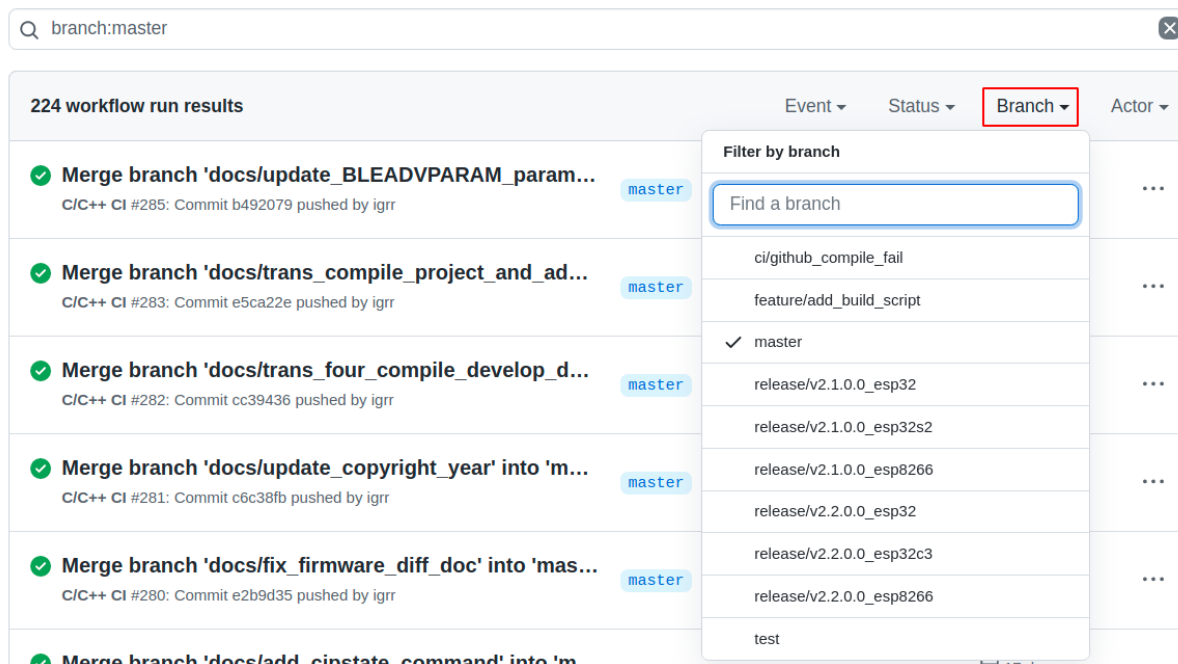 branch:master
224 workflow run results
Event
Status
Branch
Actor
Filter by branch
Find a branch
ci/github_compile_fail
feature/add_build_script
master
release/v2.1.0.0_esp32
release/v2.1.0.0_esp32s2
release/v2.1.0.0_esp8266
release/v2.2.0.0_esp32
release/v2.2.0.0_esp32c3
release/v2.2.0.0_esp8266
test
Merge branch 'docs/update_BLEADVPARAM_param...
master
C/C++ CI #285: Commit b492079 pushed by igrr
Merge branch 'docs/trans_compile_project_and_ad...
master
C/C++ CI #283: Commit e5ca22e pushed by igrr
Merge branch 'docs/trans_four_compile_develop_d...
master
C/C++ CI #282: Commit cc39436 pushed by igrr
Merge branch 'docs/update_copyright_year' into 'm...
master
C/C++ CI #281: Commit c6c38fb pushed by igrr
Merge branch 'docs/fix_firmware_diff_doc' into 'mas...
master
C/C++ CI #280: Commit e2b9d35 pushed by igrr
Merge branch 'docs/add_cipstate_command' into 'm